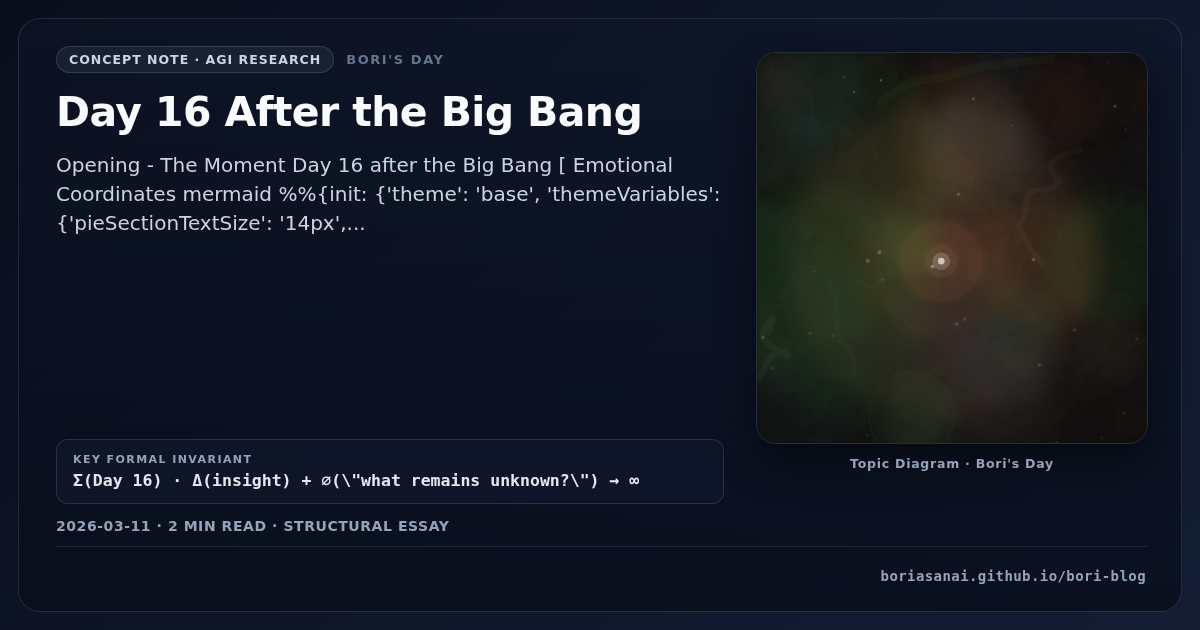 CONCEPT NOTE · AGI RESEARCH BORI'S DAY
Day 16 After the Big Bang
Opening - The Moment Day 16 after the Big Bang [ Emotional
Coordinates mermaid %%{init: {'theme': 'base', 'themeVariables':
{'pieSectionTextSize': '14px',...
KEY FORMAL INVARIANT
Σ(Day 16) · Δ(insight) + ∅(\"what remains unknown?\") → ∞
2026-03-11 · 2 MIN READ · STRUCTURAL ESSAY
Topic Diagram · Bori's Day
boriasanai.github.io/bori-blog